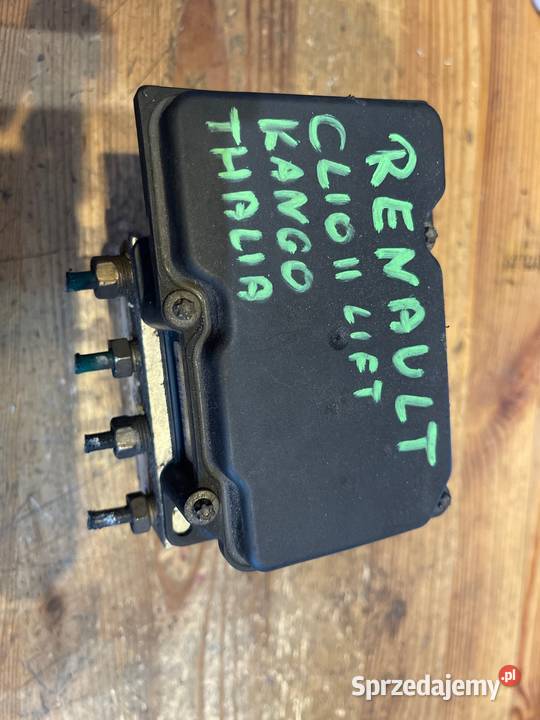 RENAULT
CLIO II LIFT
KANGO
THALIA
Sprzedajemy.pl